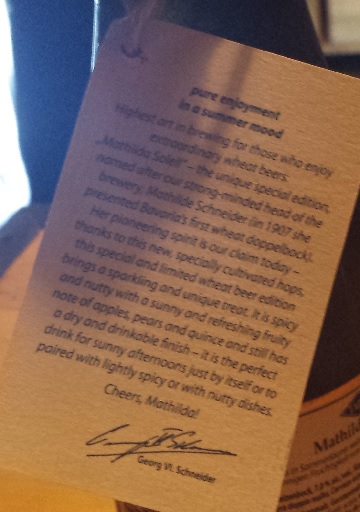 pure enjoyment
in a summer mood
Highest art in brewing for those who enjoy
extraordinary wheat beers:
„Mathilda Soleil" – the unique special edition,
named after our strong-minded head of the
brewery: Mathilde Schneider (in 1907 she
presented Bavaria's first wheat doppelbock).
Her pioneering spirit is our claim today –
thanks to this new, specially cultivated hops,
this special and limited wheat beer edition
brings a sparkling and unique treat. It is spicy
and nutty with a sunny and refreshing fruity
note of apples, pears and quince and still has
a dry and drinkable finish – it is the perfect
drink for sunny afternoons just by itself or to
paired with lightly spicy or with nutty dishes.
Cheers, Mathilda!
Georg VI. Schneider
Mathild